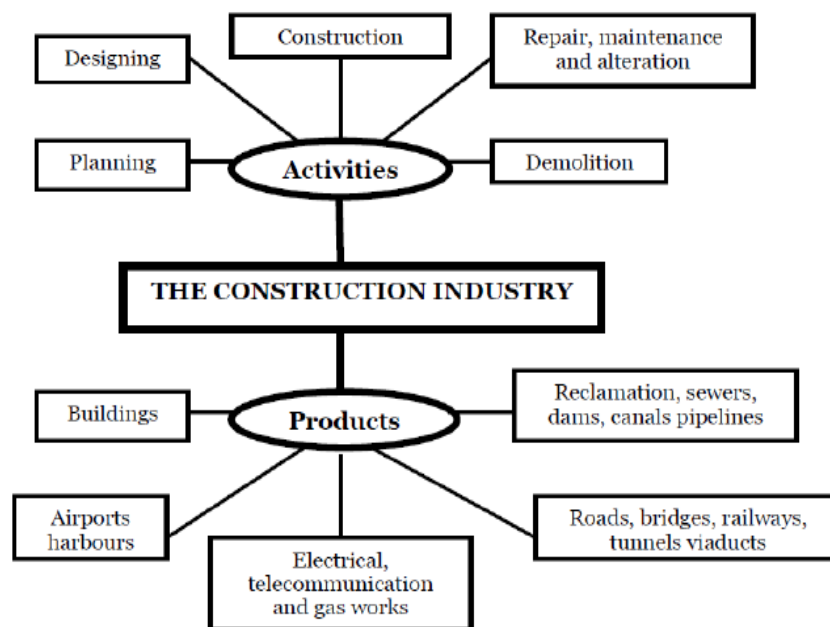 Construction
Repair, maintenance
and alteration
Designing
Planning
Activities
Demolition
THE CONSTRUCTION INDUSTRY
Buildings
Products
Reclamation, sewers,
dams, canals pipelines
Airports
harbours
Electrical,
telecommunication
and gas works
Roads, bridges, railways,
tunnels viaducts